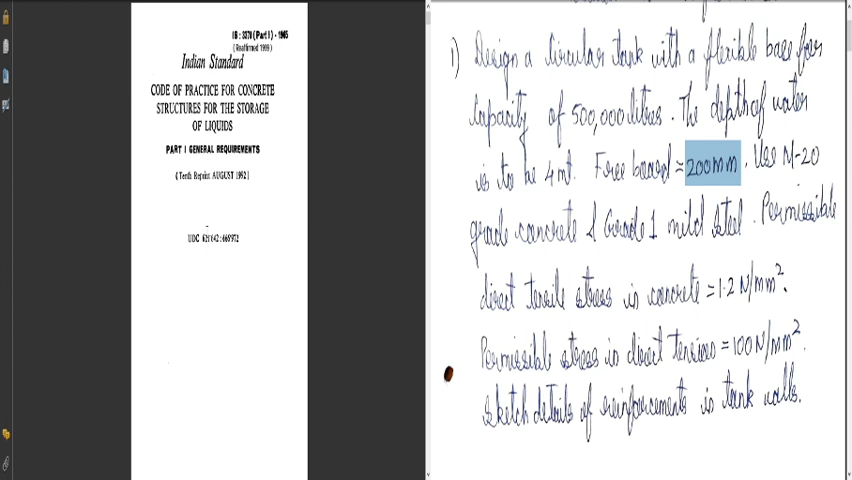 IS : 3370 ( Part I ) - 1965
( Reaffirmed 1999 )
Indian Standard
CODE OF PRACTICE FOR CONCRETE
STRUCTURES FOR THE STORAGE
OF LIQUIDS
PART I GENERAL REQUIREMENTS
( Tenth Reprint AUGUST 1992 )
UDC 621.642 : 669.972
1) Design a Circular tank with a flexible base for
capacity of 500,000 litres. The depth of water
is to be 4 mt. Free board = 200mm. Use M-20
grade concrete & Grade 1 mild steel. Permissible
direct tensile stress in concrete = 1.2 N/mm².
Permissible stress in direct tension = 100 N/mm².
sketch details of reinforcements in tank walls.